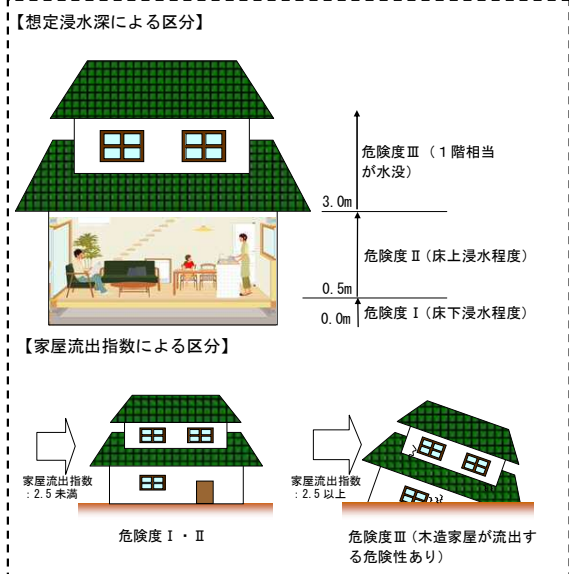 【想定浸水深による区分】
危険度Ⅲ（１階相当
が水没）
3.0m
危険度Ⅱ（床上浸水程度）
0.5m
0.0m
危険度Ⅰ（床下浸水程度）
【家屋流出指数による区分】
家屋流出指数
：2.5未満
家屋流出指数
：2.5以上
危険度Ⅰ・Ⅱ
危険度Ⅲ（木造家屋が流出す
る危険性あり）